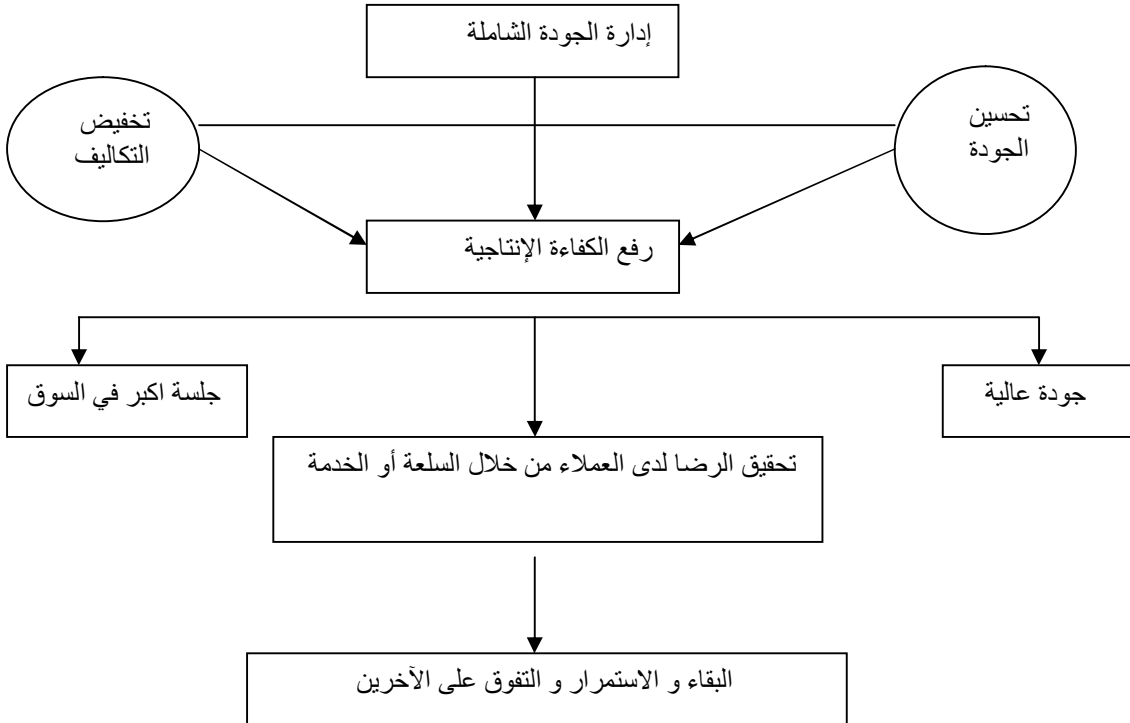 إدارة الجودة الشاملة
تحسين
الجودة
تخفيض
التكاليف
رفع الكفاءة الإنتاجية
جودة عالية
جلسة اكبر في السوق
تحقيق الرضا لدى العملاء من خلال السلعة أو الخدمة
البقاء و الاستمرار و التفوق على الآخرين